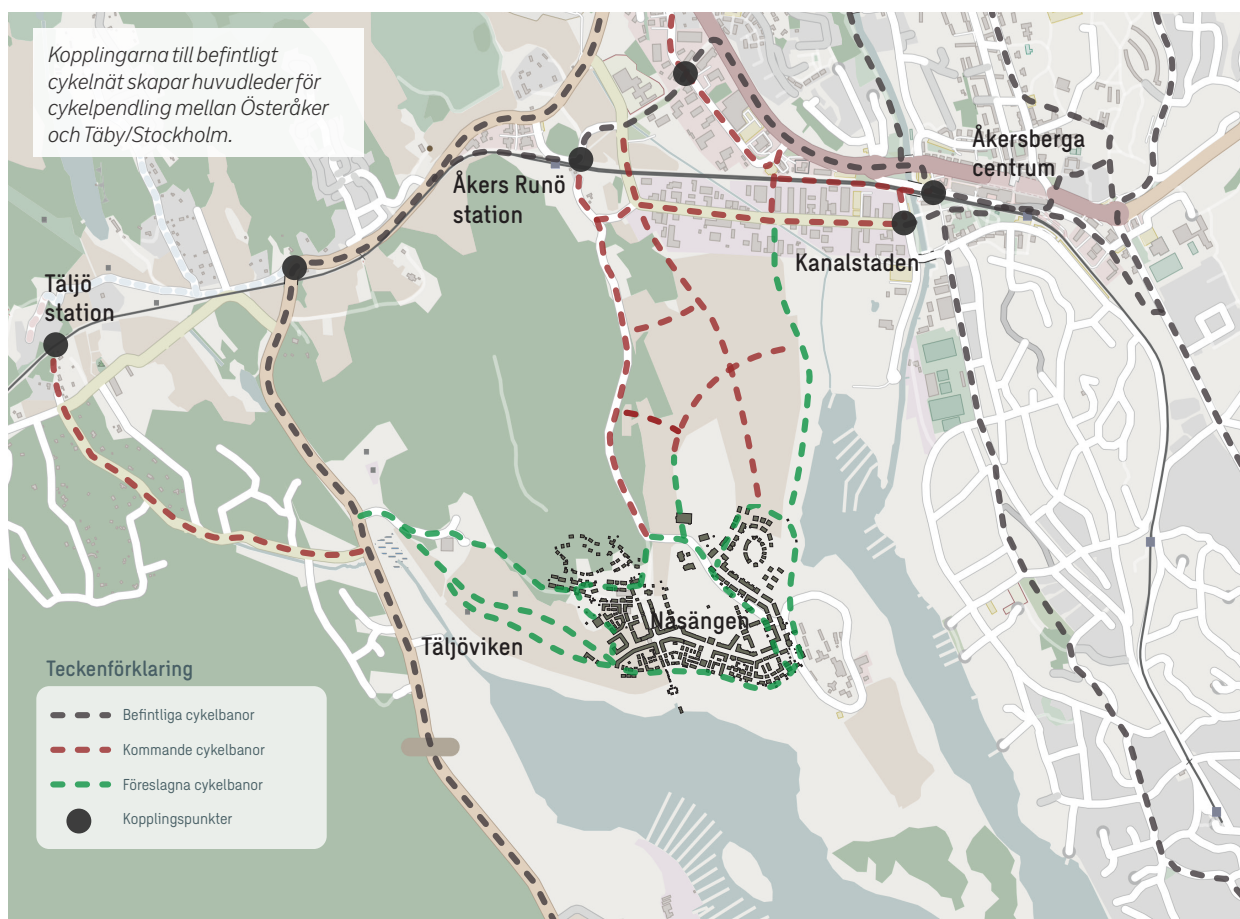 Kopplingarna till befintligt
cykelnät skapar huvudleder för
cykelpendling mellan Österåker
och Täby/Stockholm.
Åkersberga
centrum
Åkers Runö
station
Kanalstaden
Täljö
station
Näsängen
Täljöviken
Teckenförklaring
Befintliga cykelbanor
Kommande cykelbanor
Föreslagna cykelbanor
Kopplingspunkter